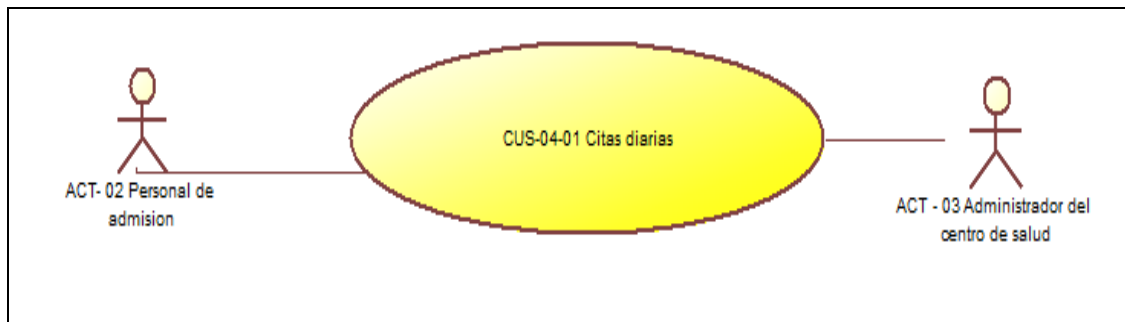 CUS-04-01 Citas diarias
ACT- 02 Personal de
admision
ACT - 03 Administrador del
centro de salud